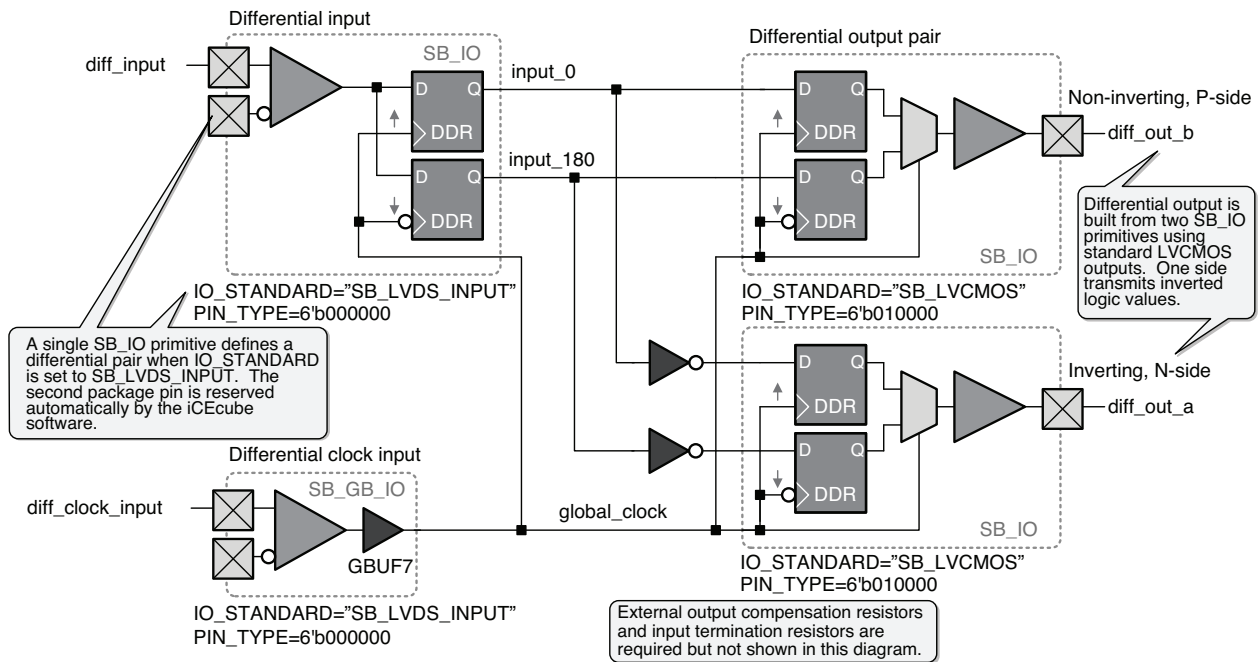 Differential input
SB_IO
diff_input
D Q
DDR
D Q
DDR
input_0
input_180
IO_STANDARD="SB_LVDS_INPUT"
PIN_TYPE=6'b000000
A single SB_IO primitive defines a
differential pair when IO_STANDARD
is set to SB_LVDS_INPUT. The
second package pin is reserved
automatically by the iCEcube
software.
Differential output pair
D Q
DDR
D Q
DDR
SB_IO
IO_STANDARD="SB_LVCMOS"
PIN_TYPE=6'b010000
Non-inverting, P-side
diff_out_b
Differential output is
built from two SB_IO
primitives using
standard LVCMOS
outputs. One side
transmits inverted
logic values.
D Q
DDR
D Q
DDR
SB_IO
Inverting, N-side
diff_out_a
IO_STANDARD="SB_LVCMOS"
PIN_TYPE=6'b010000
Differential clock input
SB_GB_IO
diff_clock_input
GBUF7
global_clock
IO_STANDARD="SB_LVDS_INPUT"
PIN_TYPE=6'b000000
External output compensation resistors
and input termination resistors are
required but not shown in this diagram.